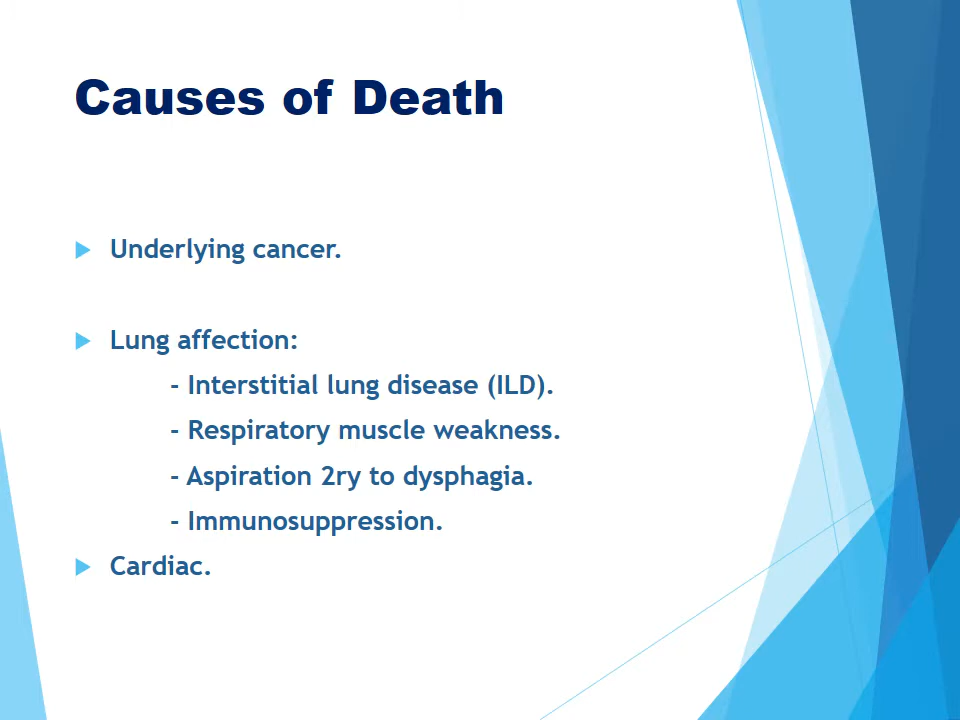 Causes of Death
Underlying cancer.
Lung affection:
- Interstitial lung disease (ILD).
- Respiratory muscle weakness.
- Aspiration 2ry to dysphagia.
- Immunosuppression.
Cardiac.